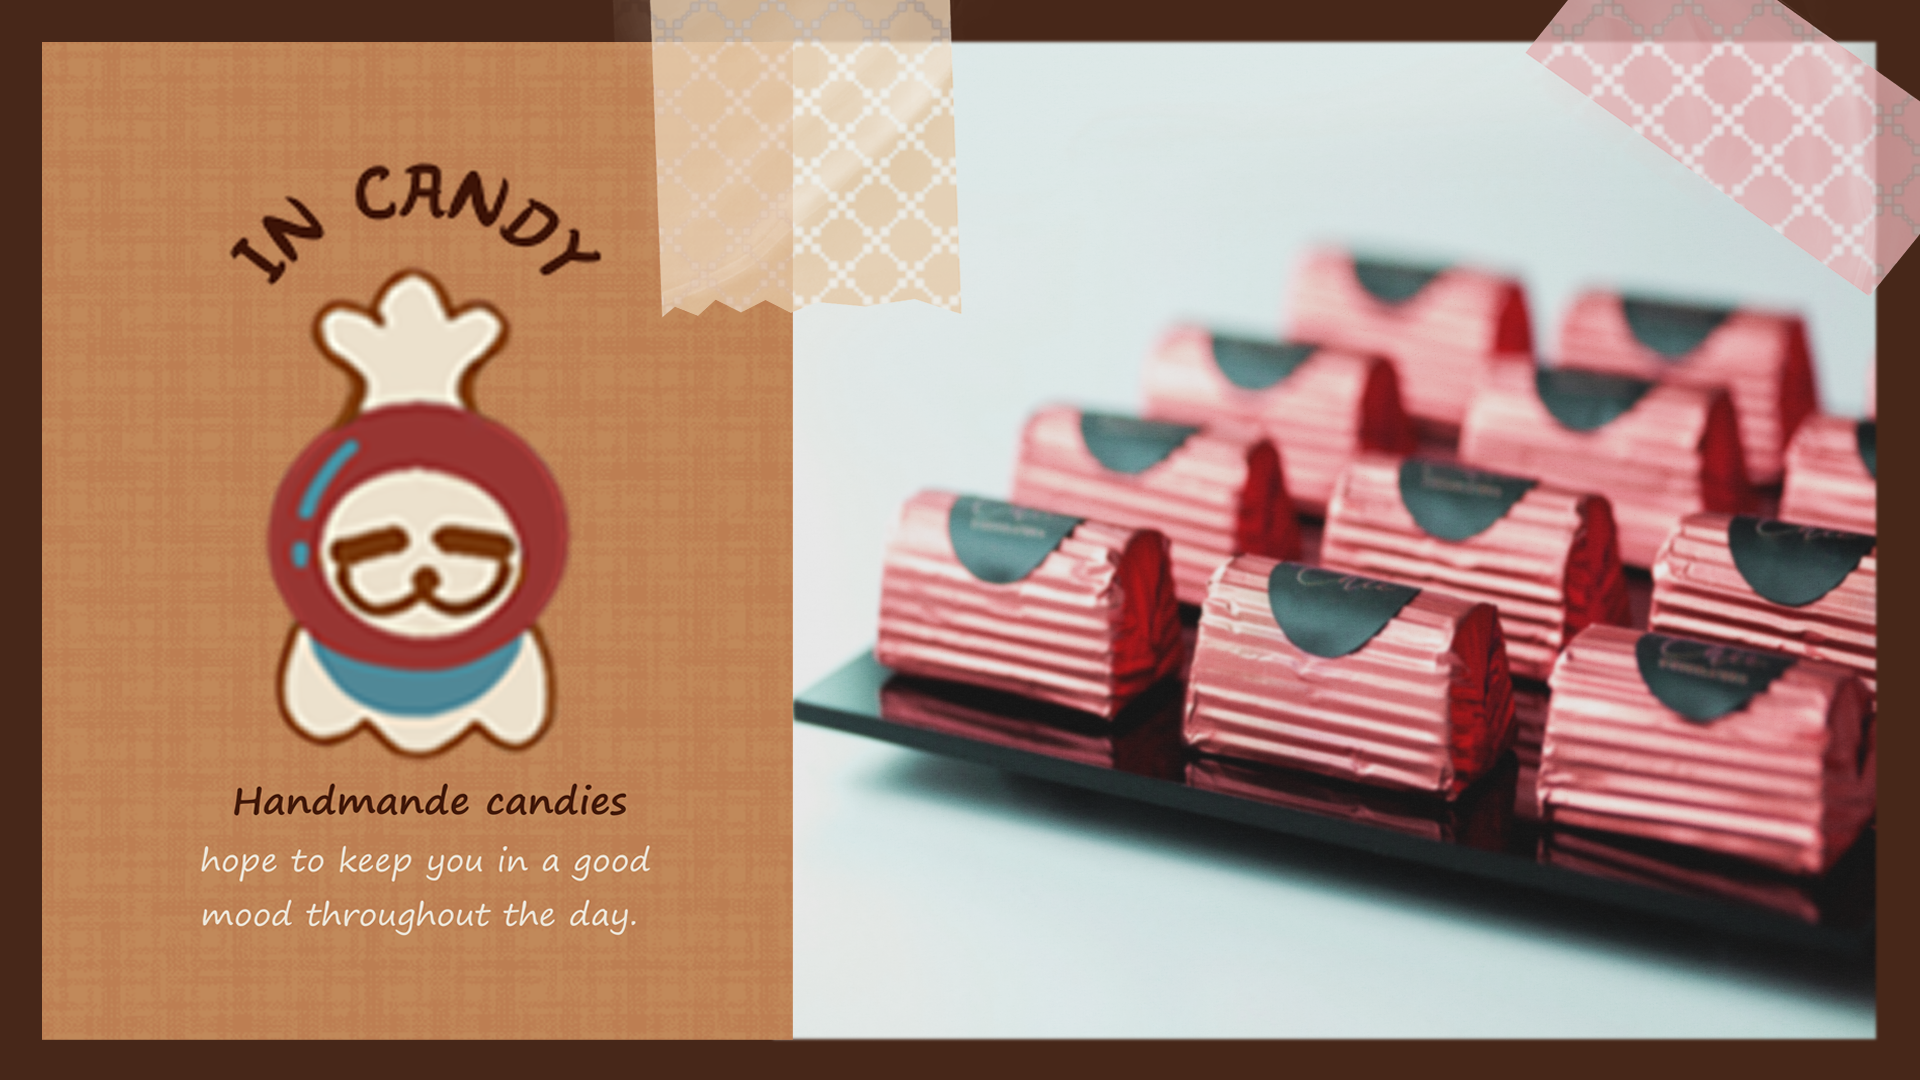 IN CANDY
Handmande candies
hope to keep you in a good
mood throughout the day.